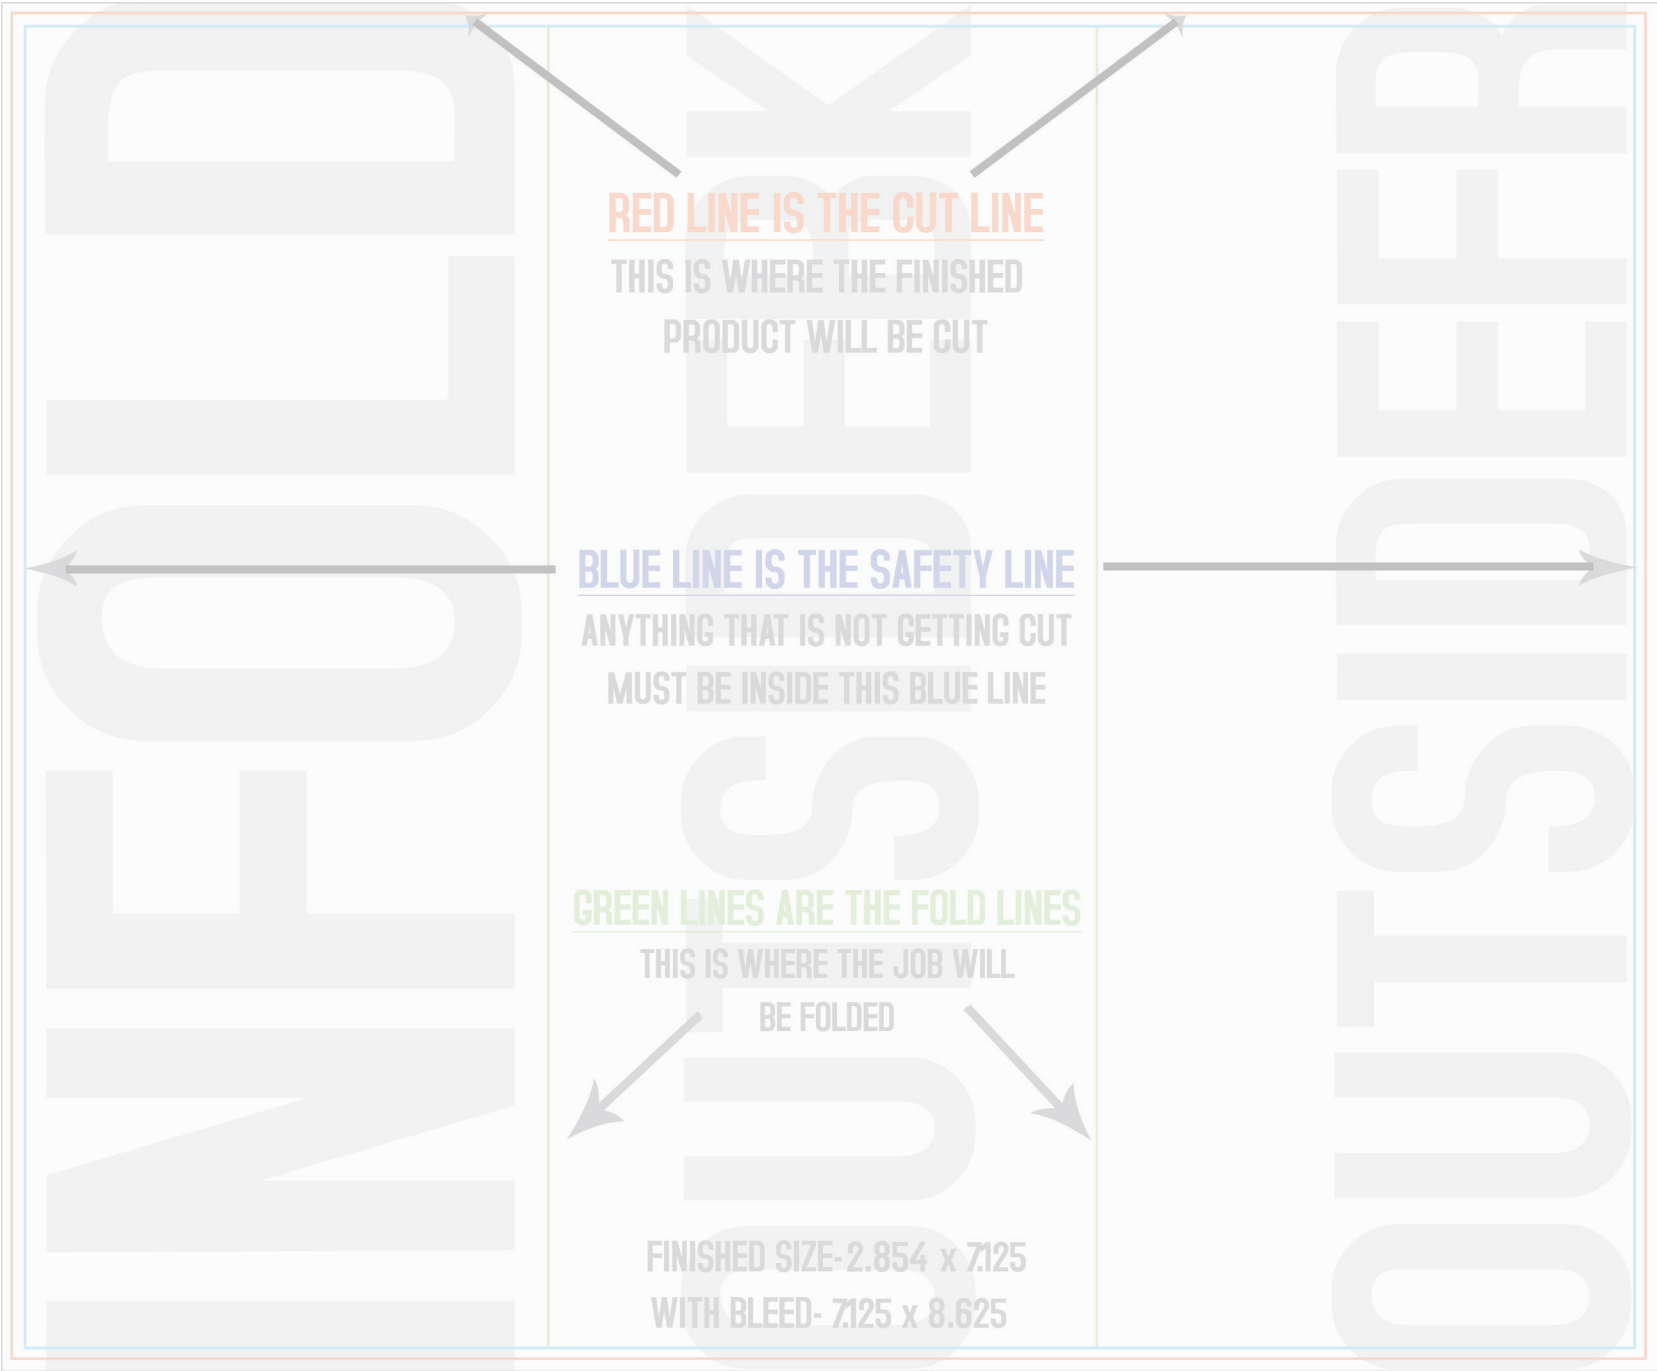 INFOLD
OUTSIDE BK
OUTSIDE FR
RED LINE IS THE CUT LINE
THIS IS WHERE THE FINISHED
PRODUCT WILL BE CUT
BLUE LINE IS THE SAFETY LINE
ANYTHING THAT IS NOT GETTING CUT
MUST BE INSIDE THIS BLUE LINE
GREEN LINES ARE THE FOLD LINES
THIS IS WHERE THE JOB WILL
BE FOLDED
FINISHED SIZE- 2.854 x 7.125
WITH BLEED- 7.125 x 8.625